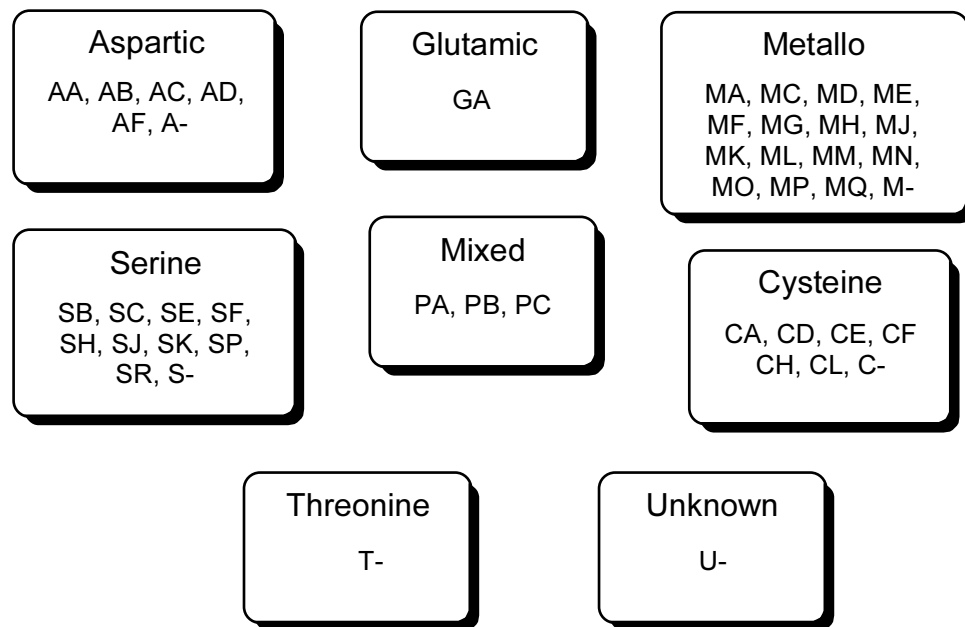 Aspartic
AA, AB, AC, AD,
AF, A-
Glutamic
GA
Metallo
MA, MC, MD, ME,
MF, MG, MH, MJ,
MK, ML, MM, MN,
MO, MP, MQ, M-
Serine
SB, SC, SE, SF,
SH, SJ, SK, SP,
SR, S-
Mixed
PA, PB, PC
Cysteine
CA, CD, CE, CF
CH, CL, C-
Threonine
T-
Unknown
U-